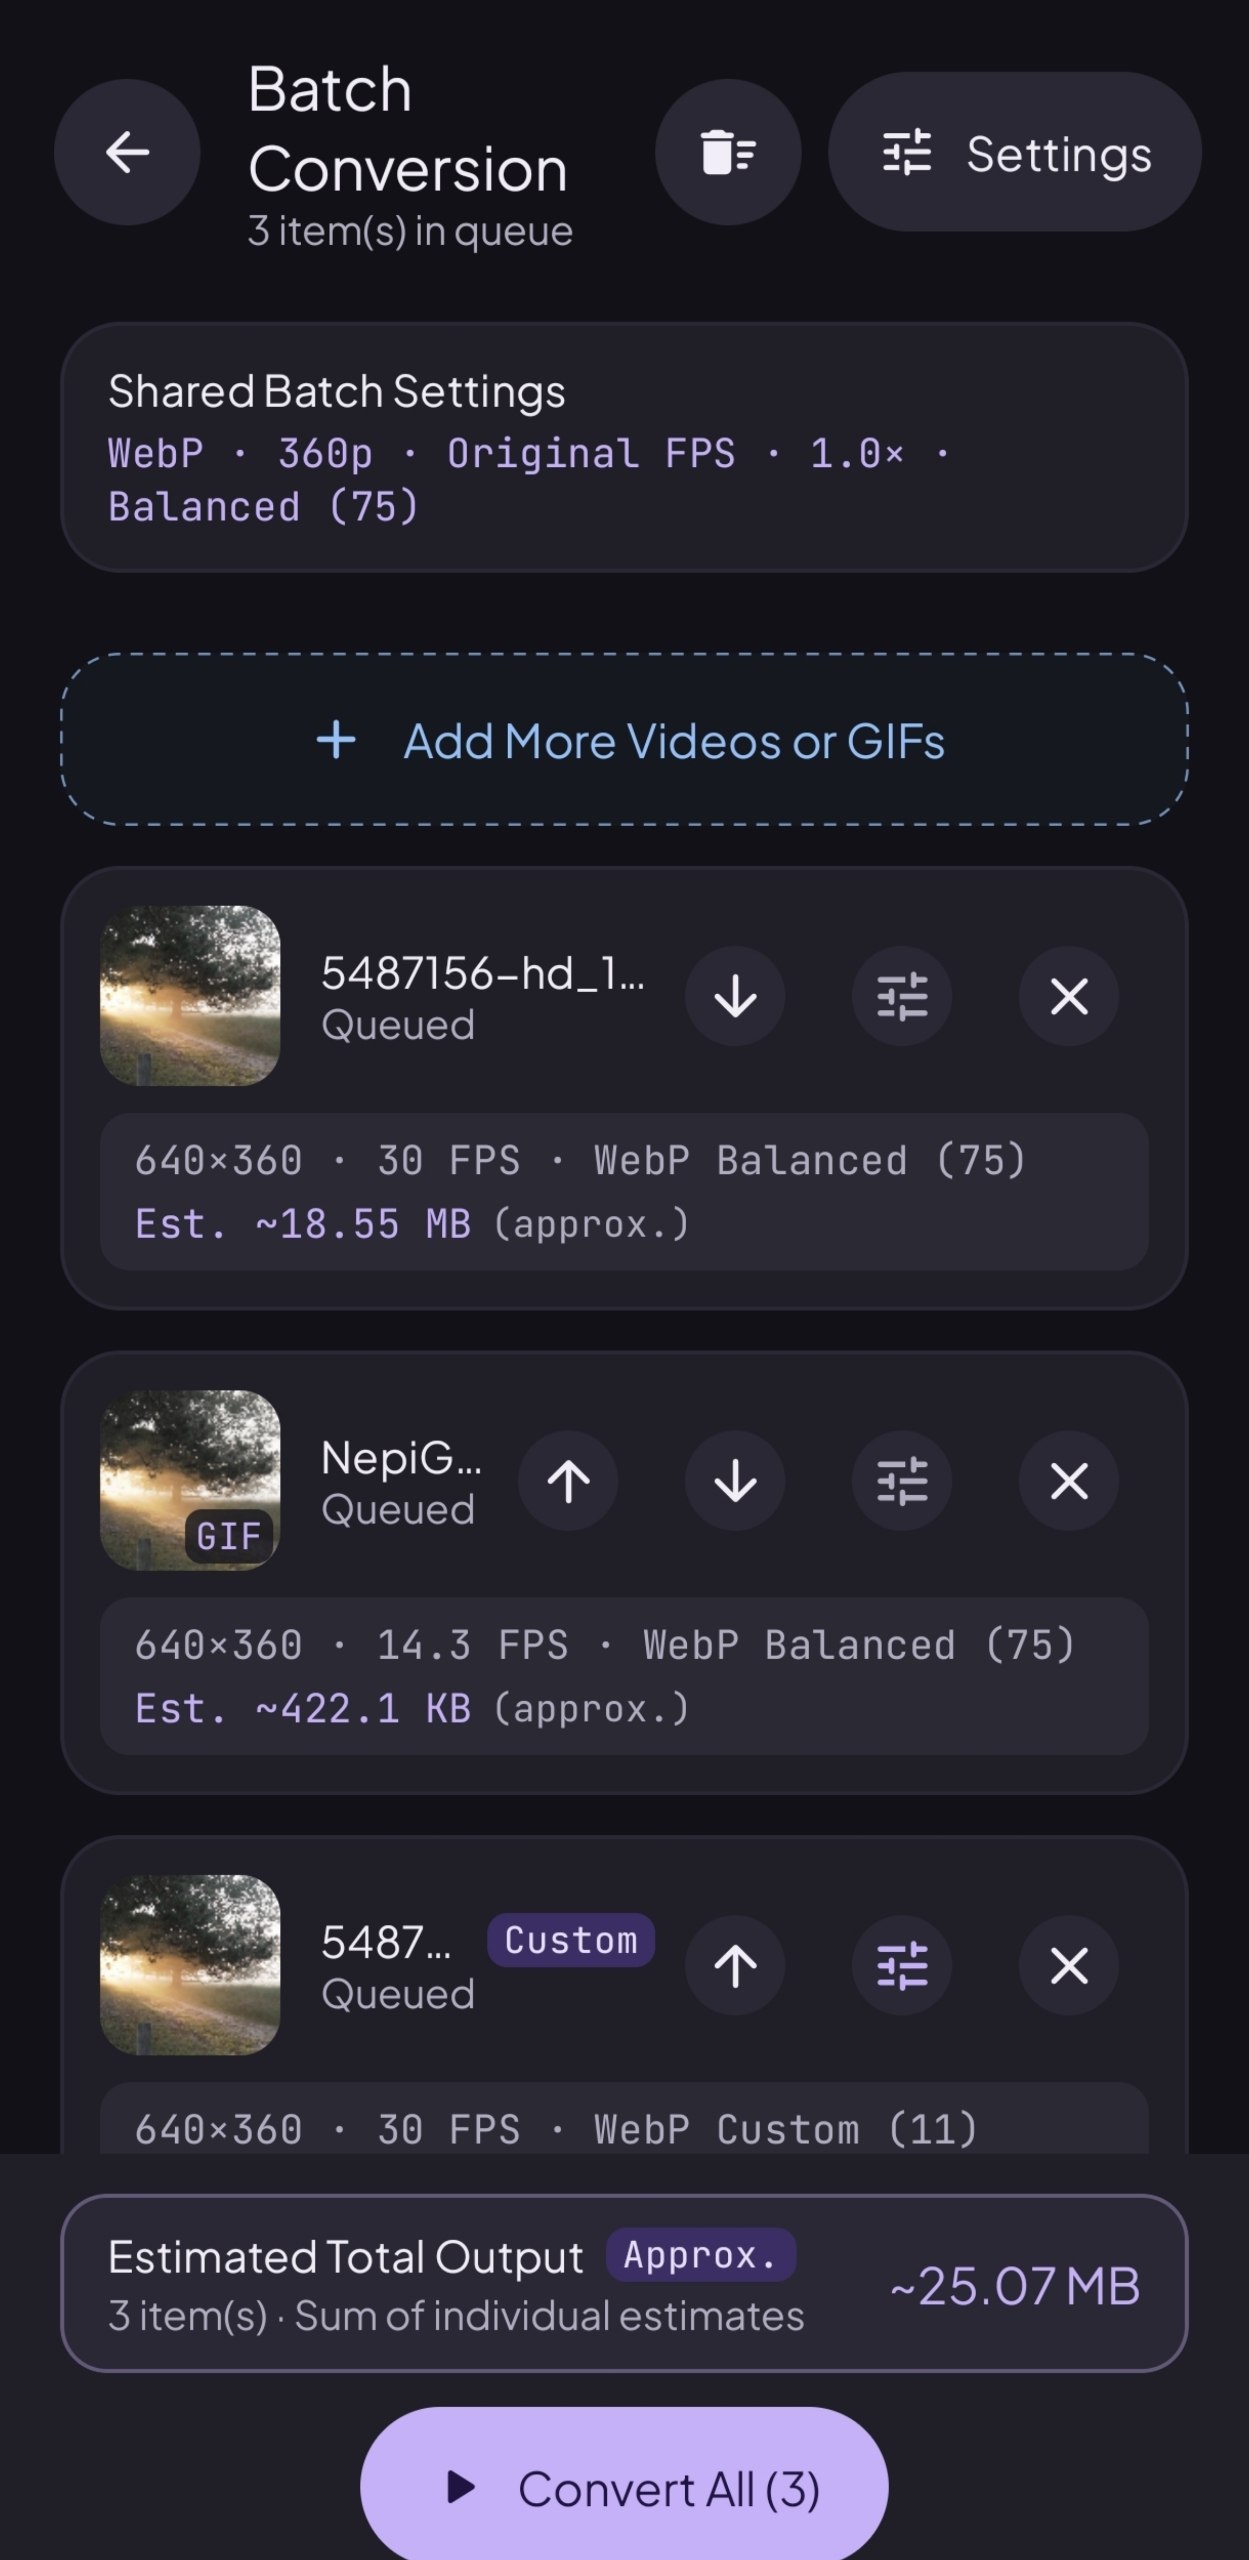 Batch
Conversion
3 item(s) in queue
Settings
Shared Batch Settings
WebP · 360p · Original FPS · 1.0× ·
Balanced (75)
Add More Videos or GIFs
5487156-hd_1...
Queued
640×360 · 30 FPS · WebP Balanced (75)
Est. ~18.55 MB (approx.)
NepiG...
Queued
GIF
640×360 · 14.3 FPS · WebP Balanced (75)
Est. ~422.1 KB (approx.)
5487... Custom
Queued
640×360 · 30 FPS · WebP Custom (11)
Estimated Total Output Approx.
3 item(s) · Sum of individual estimates
~25.07 MB
Convert All (3)